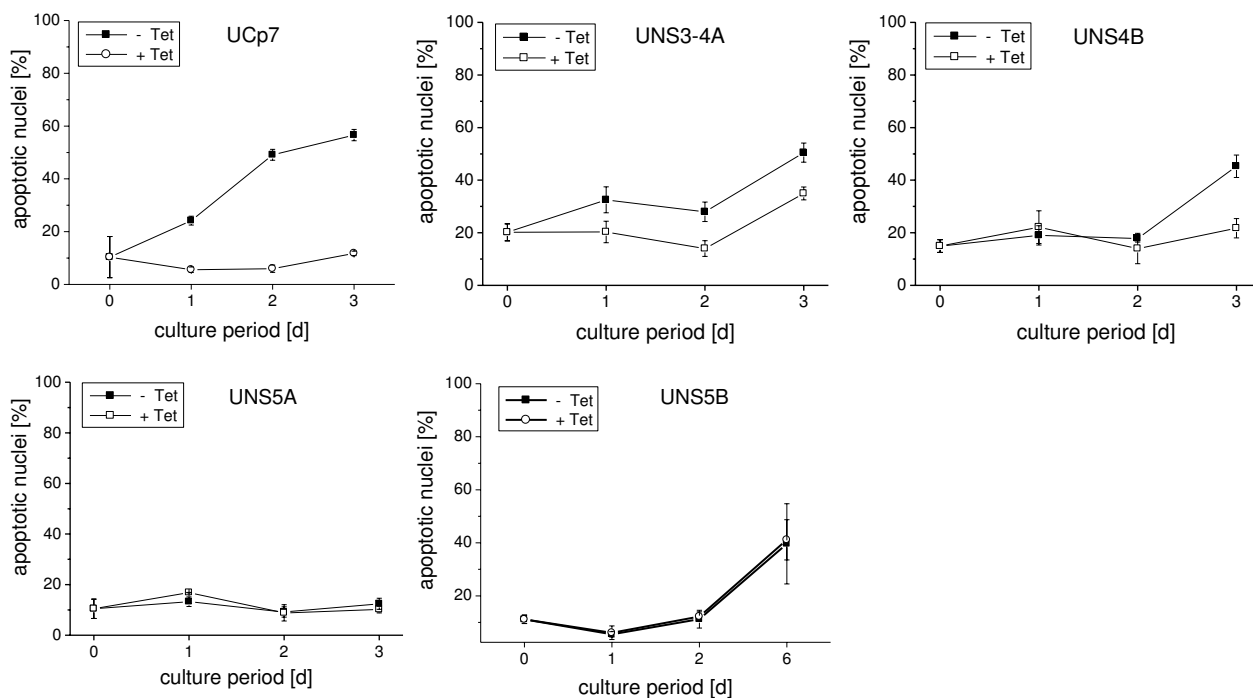 UCp7
- Tet
+ Tet
apoptotic nuclei [%]
100
80
60
40
20
0
0 1 2 3
culture period [d]
UNS3-4A
- Tet
+ Tet
apoptotic nuclei [%]
100
80
60
40
20
0
0 1 2 3
culture period [d]
UNS4B
- Tet
+ Tet
apoptotic nuclei [%]
100
80
60
40
20
0
0 1 2 3
culture period [d]
UNS5A
- Tet
+ Tet
apoptotic nuclei [%]
100
80
60
40
20
0
0 1 2 3
culture period [d]
UNS5B
- Tet
+ Tet
apoptotic nuclei [%]
100
80
60
40
20
0 1 2 6
culture period [d]